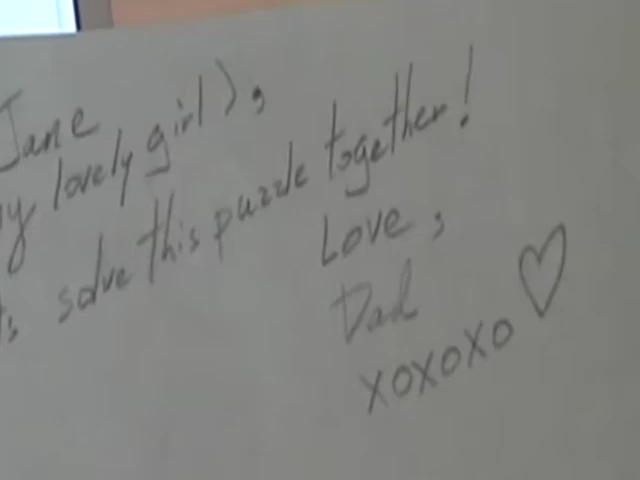 Jane
y lovely girl),
s solve this puzzle together!
Love,
Dad
xoxoxo